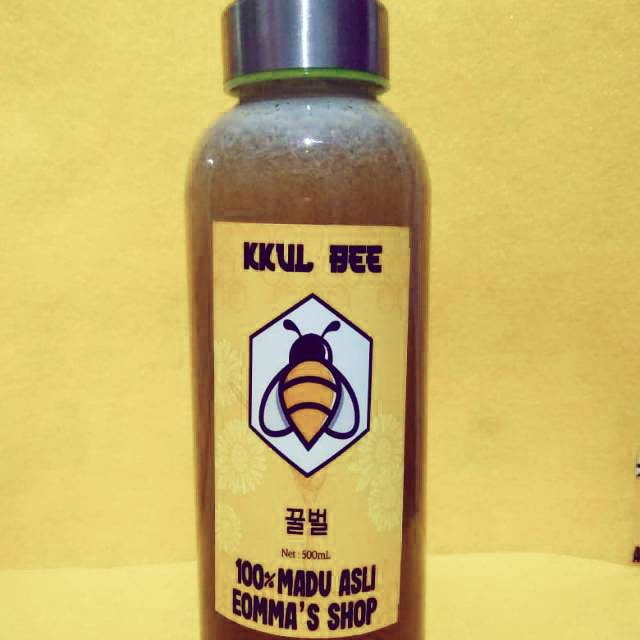 KKUL BEE
꿀벌
Net : 500mL
100% MADU ASLI
EOMMA'S SHOP